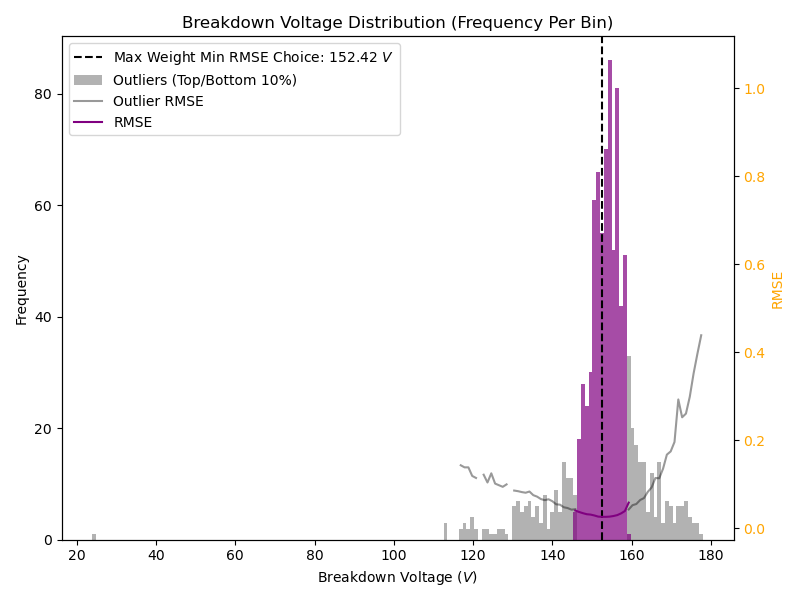 Breakdown Voltage Distribution (Frequency Per Bin)
Max Weight Min RMSE Choice: 152.42 V
Outliers (Top/Bottom 10%)
Outlier RMSE
RMSE
Frequency
80
60
40
20
0
1.0
0.8
0.6
0.4
0.2
0.0
RMSE
20 40 60 80 100 120 140 160 180
Breakdown Voltage (V)